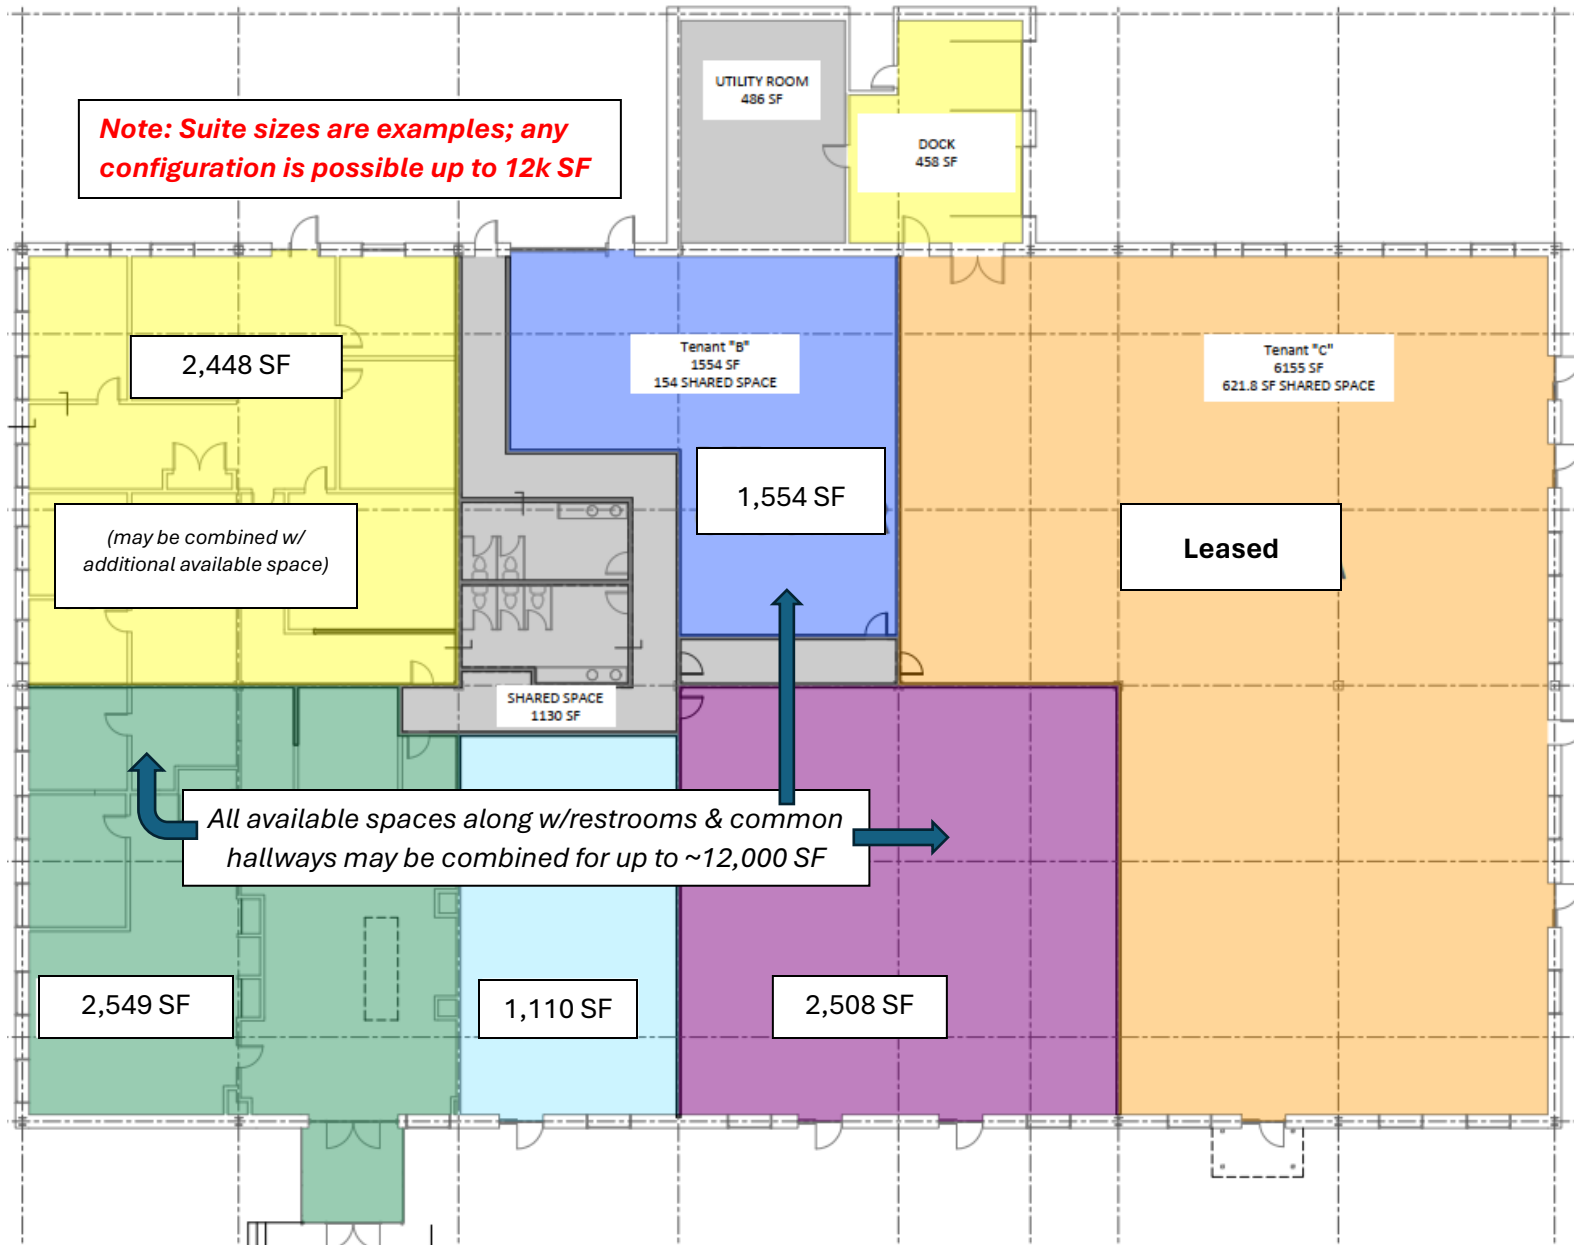 UTILITY ROOM
486 SF
Note: Suite sizes are examples; any
configuration is possible up to 12k SF
DOCK
458 SF
2,448 SF
Tenant "B"
1554 SF
154 SHARED SPACE
Tenant "C"
6155 SF
621.8 SF SHARED SPACE
1,554 SF
(may be combined w/
additional available space)
Leased
SHARED SPACE
1130 SF
All available spaces along w/restrooms & common
hallways may be combined for up to ~12,000 SF
2,549 SF
1,110 SF
2,508 SF